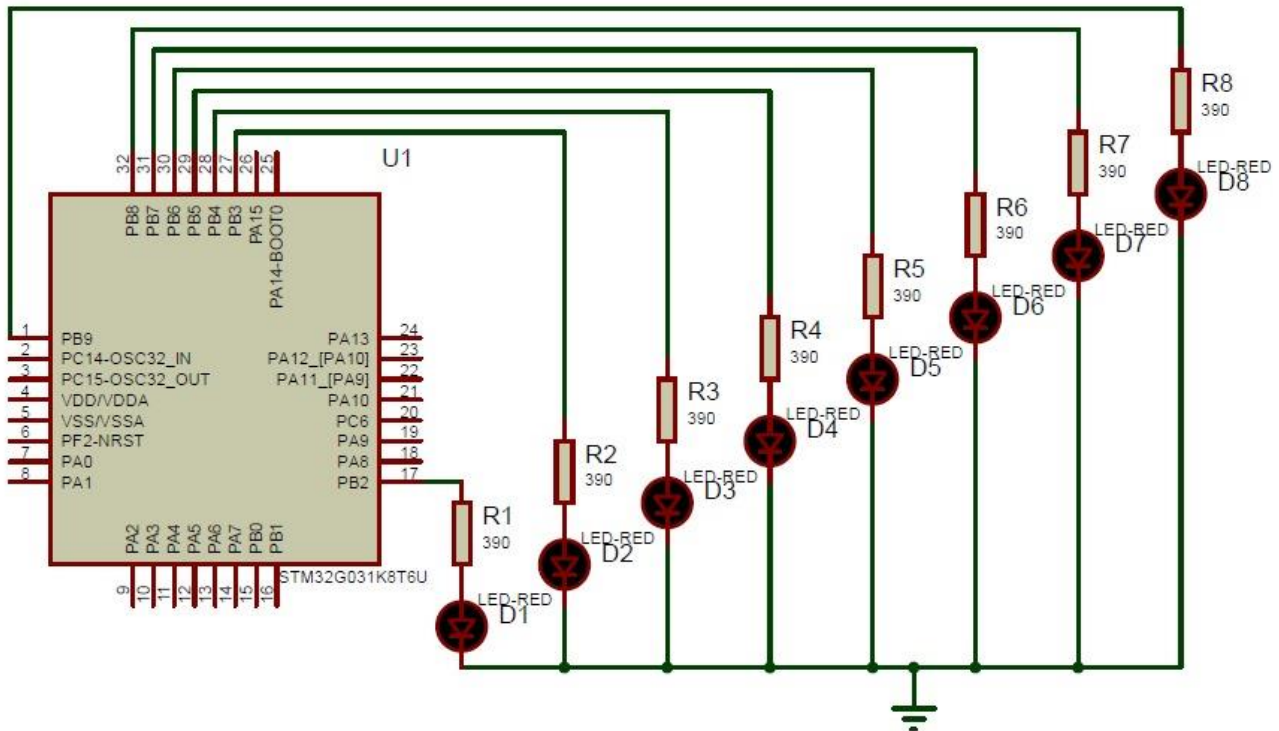 U1
32
31
30
29
28
27
26
25
PB8
PB7
PB6
PB5
PB4
PB3
PA15
PA14-BOOT0
1 PB9
2 PC14-OSC32_IN
3 PC15-OSC32_OUT
4 VDD/VDDA
5 VSS/VSSA
6 PF2-NRST
7 PA0
8 PA1
PA13 24
PA12_[PA10] 23
PA11_[PA9] 22
PA10 21
PC6 20
PA9 19
PA8 18
PB2 17
PA2
PA3
PA4
PA5
PA6
PA7
PB0
PB1
9
10
11
12
13
14
15
16
STM32G031K8T6U
R1
390
LED-RED
D1
R2
390
LED-RED
D2
R3
390
LED-RED
D3
R4
390
LED-RED
D4
R5
390
LED-RED
D5
R6
390
LED-RED
D6
R7
390
LED-RED
D7
R8
390
LED-RED
D8